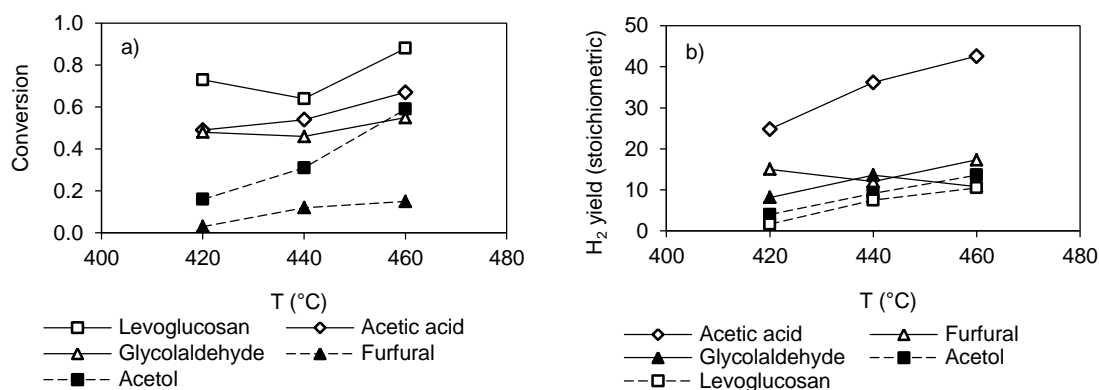 a)
Conversion
1.0
0.8
0.6
0.4
0.2
0.0
400 420 440 460 480
T (°C)
Levoglucosan Acetic acid
Glycolaldehyde Furfural
Acetol
b)
H₂ yield (stoichiometric)
50
40
30
20
10
0
400 420 440 460 480
T (°C)
Acetic acid Furfural
Glycolaldehyde Acetol
Levoglucosan